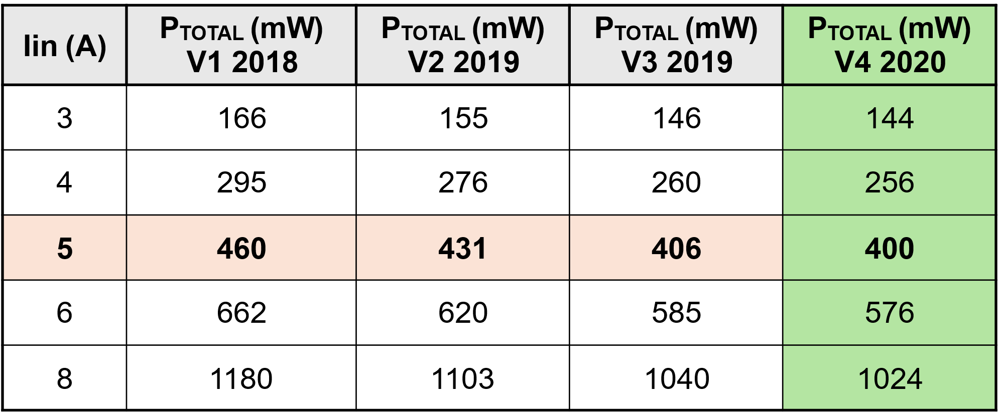 Iin (A) PTOTAL (mW) V1 2018 PTOTAL (mW) V2 2019 PTOTAL (mW) V3 2019 PTOTAL (mW) V4 2020
3 166 155 146 144
4 295 276 260 256
5 460 431 406 400
6 662 620 585 576
8 1180 1103 1040 1024